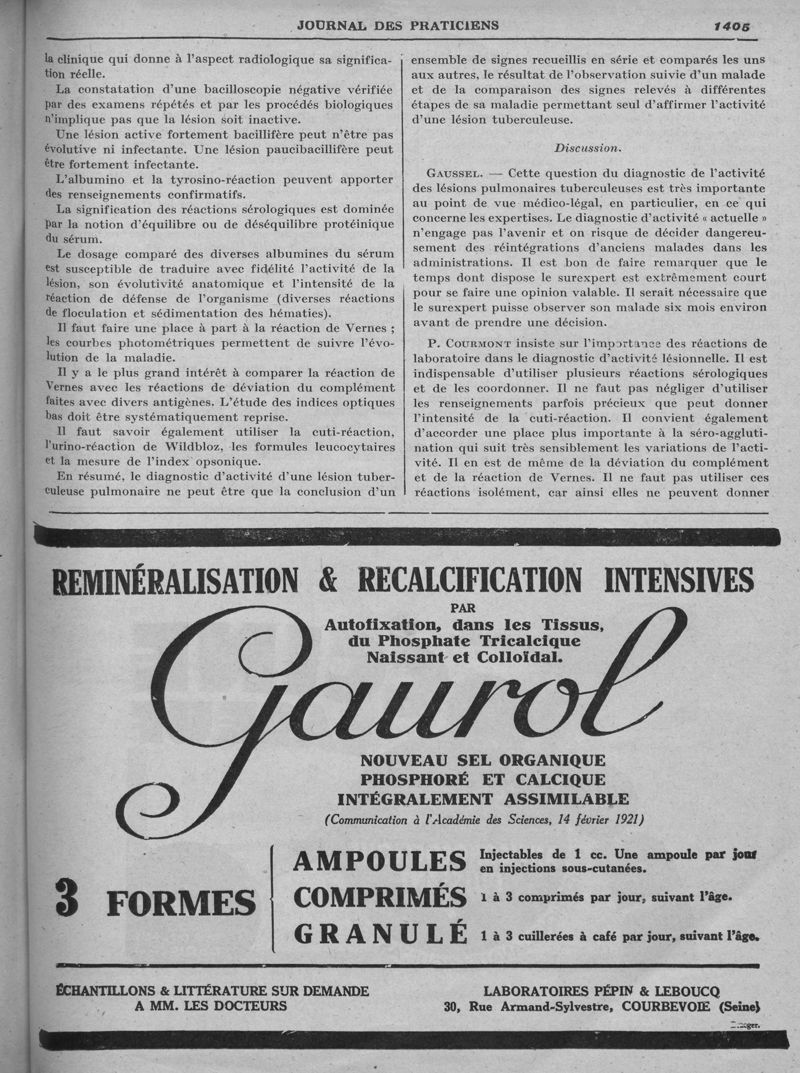 JOURNAL DES PRATICIENS 1405
la clinique qui donne à l'aspect radiologique sa significa-
tion réelle.
La constatation d'une bacilloscopie négative vérifiée
par des examens répétés et par les procédés biologiques
n'implique pas que la lésion soit inactive.
Une lésion active fortement bacillifère peut n'être pas
évolutive ni infectante. Une lésion paucibacillifère peut
être fortement infectante.
L'albumino et la tyrosino-réaction peuvent apporter
des renseignements confirmatifs.
La signification des réactions sérologiques est dominée
par la notion d'équilibre ou de déséquilibre protéinique
du sérum.
Le dosage comparé des diverses albumines du sérum
est susceptible de traduire avec fidélité l'activité de la
lésion, son évolutivité anatomique et l'intensité de la
réaction de défense de l'organisme (diverses réactions
de floculation et sédimentation des hématies).
Il faut faire une place à part à la réaction de Vernes ;
les courbes photométriques permettent de suivre l'évo-
lution de la maladie.
Il y a le plus grand intérêt à comparer la réaction de
Vernes avec les réactions de déviation du complément
faites avec divers antigènes. L'étude des indices optiques
bas doit être systématiquement reprise.
Il faut savoir également utiliser la cuti-réaction,
l'urino-réaction de Wildbloz, les formules leucocytaires
et la mesure de l'index opsonique.
En résumé, le diagnostic d'activité d'une lésion tuber-
culeuse pulmonaire ne peut être que la conclusion d'un
ensemble de signes recueillis en série et comparés les uns
aux autres, le résultat de l'observation suivie d'un malade
et de la comparaison des signes relevés à différentes
étapes de sa maladie permettant seul d'affirmer l'activité
d'une lésion tuberculeuse.
Discussion.
GAUSSEL. — Cette question du diagnostic de l'activité
des lésions pulmonaires tuberculeuses est très importante
au point de vue médico-légal, en particulier, en ce qui
concerne les expertises. Le diagnostic d'activité « actuelle »
n'engage pas l'avenir et on risque de décider dangereu-
sement des réintégrations d'anciens malades dans les
administrations. Il est bon de faire remarquer que le
temps dont dispose le surexpert est extrêmement court
pour se faire une opinion valable. Il serait nécessaire que
le surexpert puisse observer son malade six mois environ
avant de prendre une décision.
P. COURMONT insiste sur l'importance des réactions de
laboratoire dans le diagnostic d'activité lésionnelle. Il est
indispensable d'utiliser plusieurs réactions sérologiques
et de les coordonner. Il ne faut pas négliger d'utiliser
les renseignements parfois précieux que peut donner
l'intensité de la cuti-réaction. Il convient également
d'accorder une place plus importante à la séro-aggluti-
nation qui suit très sensiblement les variations de l'acti-
vité. Il en est de même de la déviation du complément
et de la réaction de Vernes. Il ne faut pas utiliser ces
réactions isolément, car ainsi elles ne peuvent donner
REMINÉRALISATION & RECALCIFICATION INTENSIVES
PAR
Autofixation, dans les Tissus,
du Phosphate Tricalcique
Naissant et Colloïdal.
Gaurol
NOUVEAU SEL ORGANIQUE
PHOSPHORÉ ET CALCIQUE
INTÉGRALEMENT ASSIMILABLE
(Communication à l'Académie des Sciences, 14 février 1921)
3 FORMES
AMPOULES Injectables de 1 cc. Une ampoule par jour
en injections sous-cutanées.
COMPRIMÉS 1 à 3 comprimés par jour, suivant l'âge.
GRANULÉ 1 à 3 cuillerées à café par jour, suivant l'âge.
ÉCHANTILLONS & LITTÉRATURE SUR DEMANDE
A MM. LES DOCTEURS
LABORATOIRES PÉPIN & LEBOUCQ
30, Rue Armand-Sylvestre, COURBEVOIE (Seine)